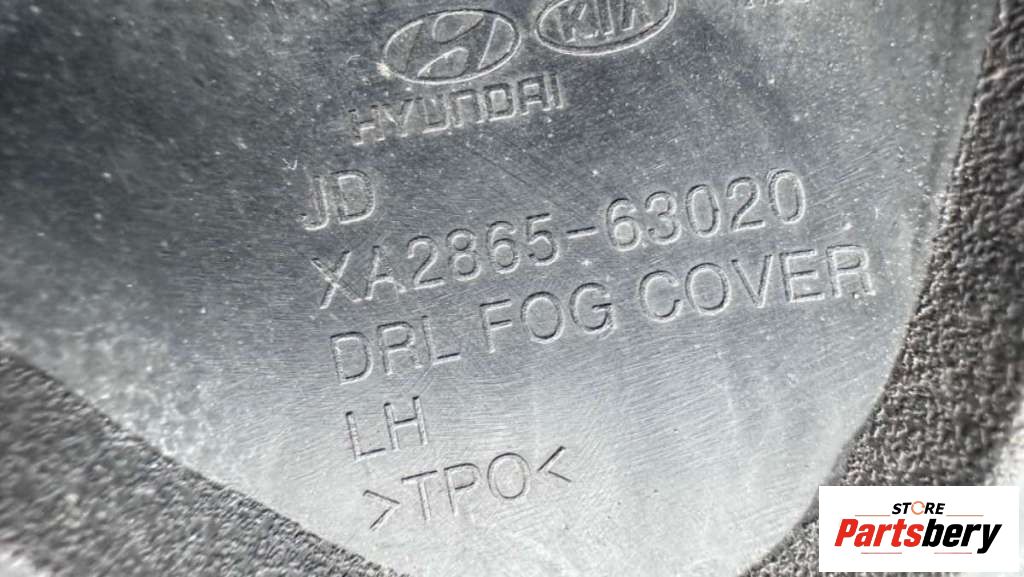 KIA
HYUNDAI
JD
XA2865-63020
DRL FOG COVER
LH
>TPO<
STORE
Partsbery